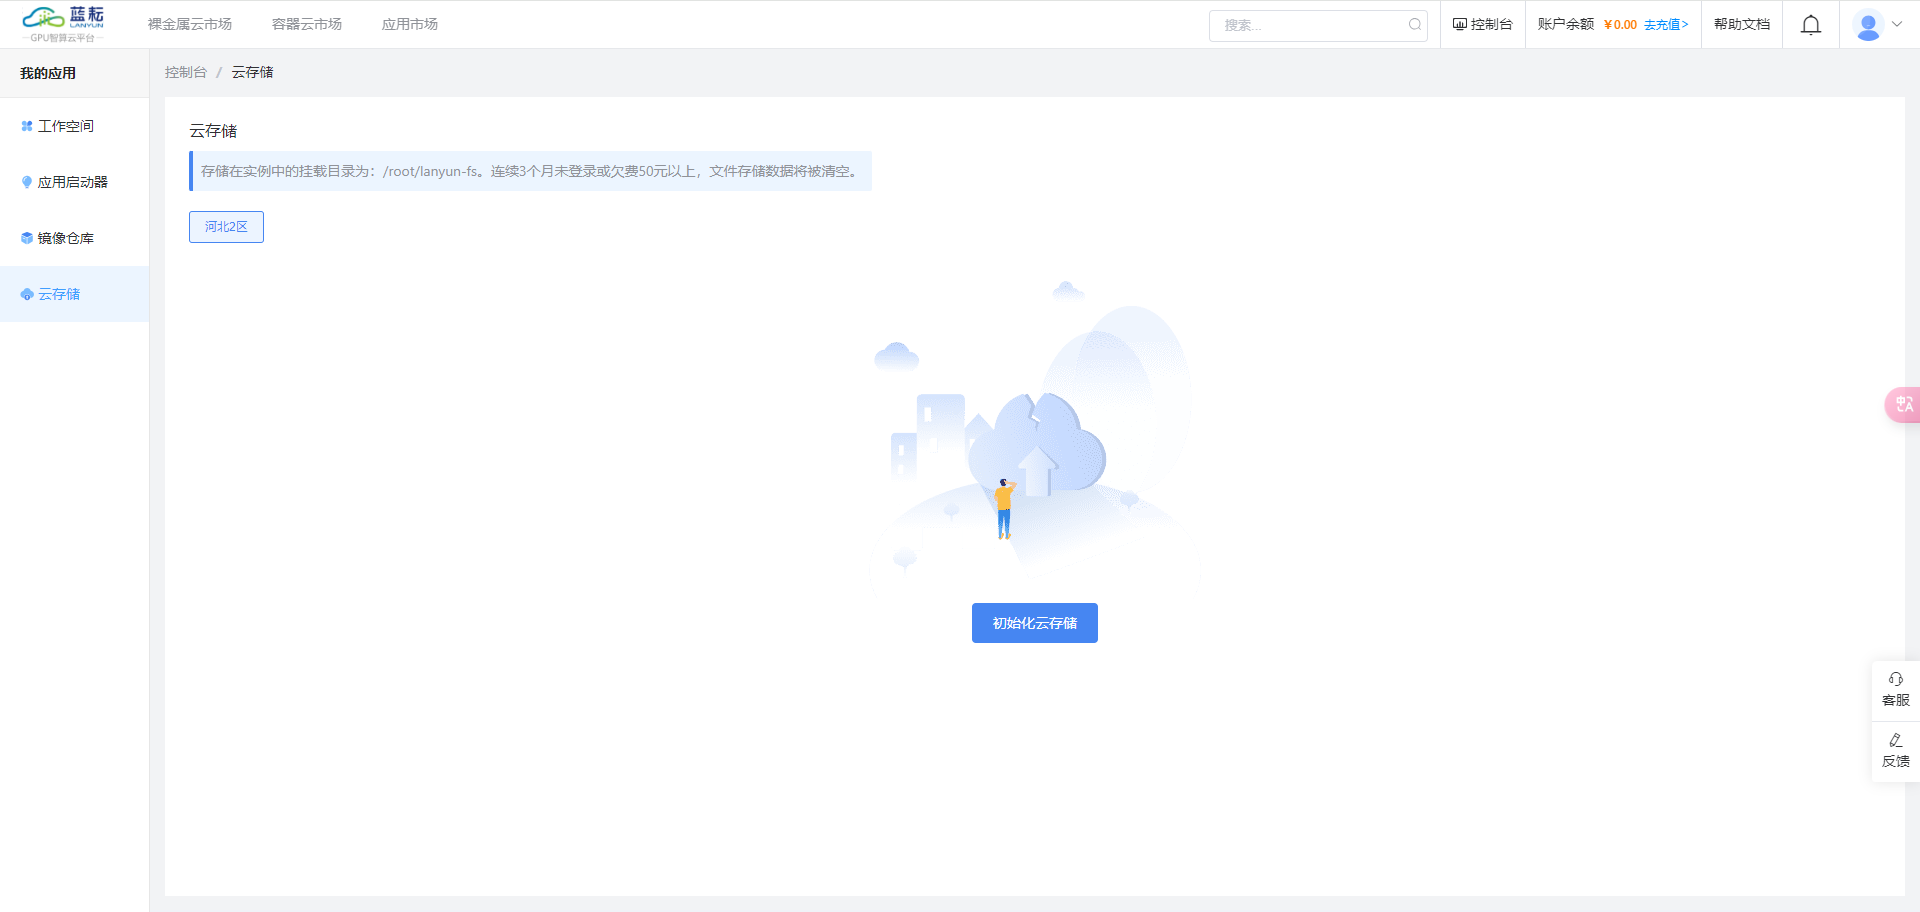 蓝耘
LANYUN
GPU智算云平台
裸金属云市场
容器云市场
应用市场
搜索...
控制台
账户余额 ¥0.00 去充值>
帮助文档
我的应用
工作空间
应用启动器
镜像仓库
云存储
控制台 / 云存储
云存储
存储在实例中的挂载目录为：/root/lanyun-fs。连续3个月未登录或欠费50元以上，文件存储数据将被清空。
河北2区
初始化云存储
中A
客服
反馈